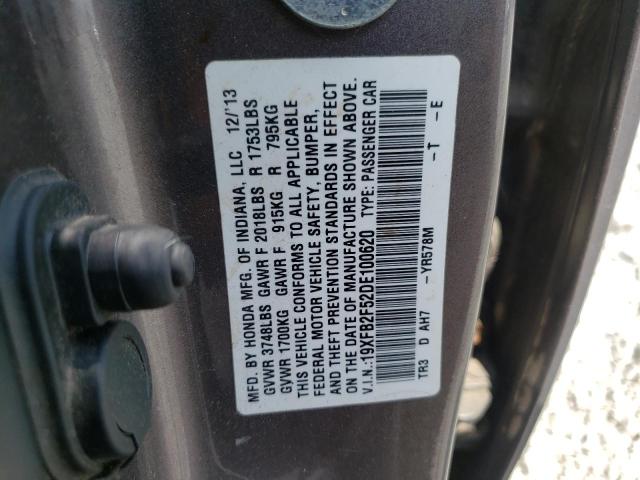 MFD. BY HONDA MFG. OF INDIANA, LLC 12/'13
GVWR 3748LBS GAWR F 2018LBS R 1753LBS
GVWR 1700KG GAWR F 915KG R 795KG
THIS VEHICLE CONFORMS TO ALL APPLICABLE
FEDERAL MOTOR VEHICLE SAFETY, BUMPER,
AND THEFT PREVENTION STANDARDS IN EFFECT
ON THE DATE OF MANUFACTURE SHOWN ABOVE.
V.I.N.:19XFB2F52DE100620 TYPE: PASSENGER CAR
TR3 D AH7 -YR578M -T -E